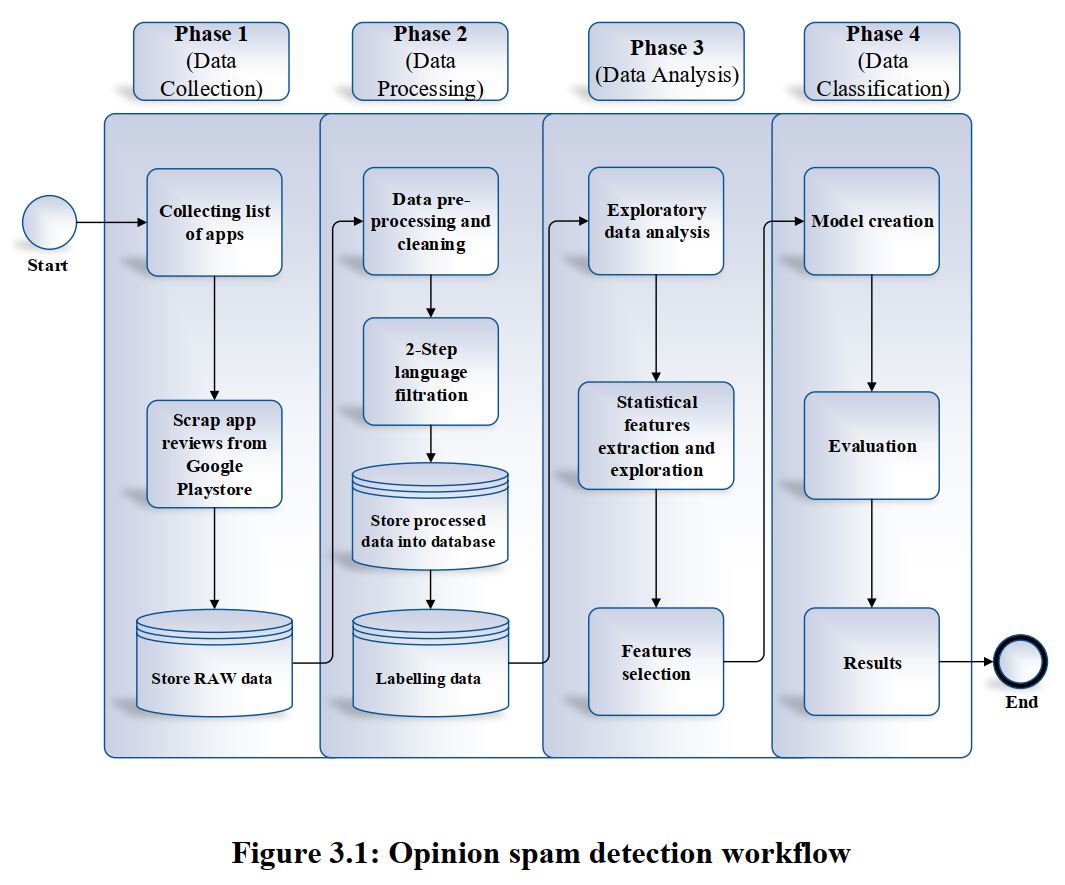 Phase 1
(Data
Collection)
Phase 2
(Data
Processing)
Phase 3
(Data Analysis)
Phase 4
(Data
Classification)
Start
Collecting list
of apps
Scrap app
reviews from
Google
Playstore
Store RAW data
Data pre-
processing and
cleaning
2-Step
language
filtration
Store processed
data into database
Labelling data
Exploratory
data analysis
Statistical
features
extraction and
exploration
Features
selection
Model creation
Evaluation
Results
End
Figure 3.1: Opinion spam detection workflow